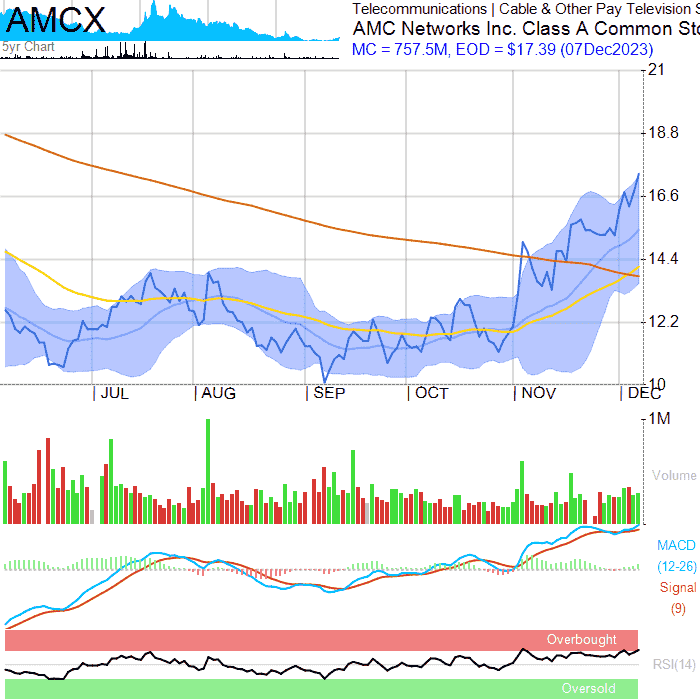 AMCX
5yr Chart
Telecommunications | Cable & Other Pay Television S
AMC Networks Inc. Class A Common Sto
MC = 757.5M, EOD = $17.39 (07Dec2023)
21
18.8
16.6
14.4
12.2
10
| JUL | AUG | SEP | OCT | NOV | DEC
1M
Volume
MACD
(12-26)
Signal
(9)
Overbought
RSI(14)
Oversold